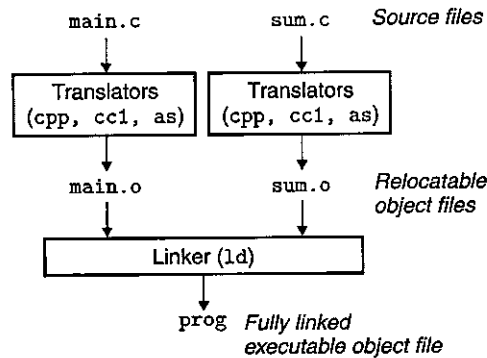 main.c sum.c Source files
Translators Translators
(cpp, cc1, as) (cpp, cc1, as)
main.o sum.o Relocatable
object files
Linker (ld)
prog Fully linked
executable object file